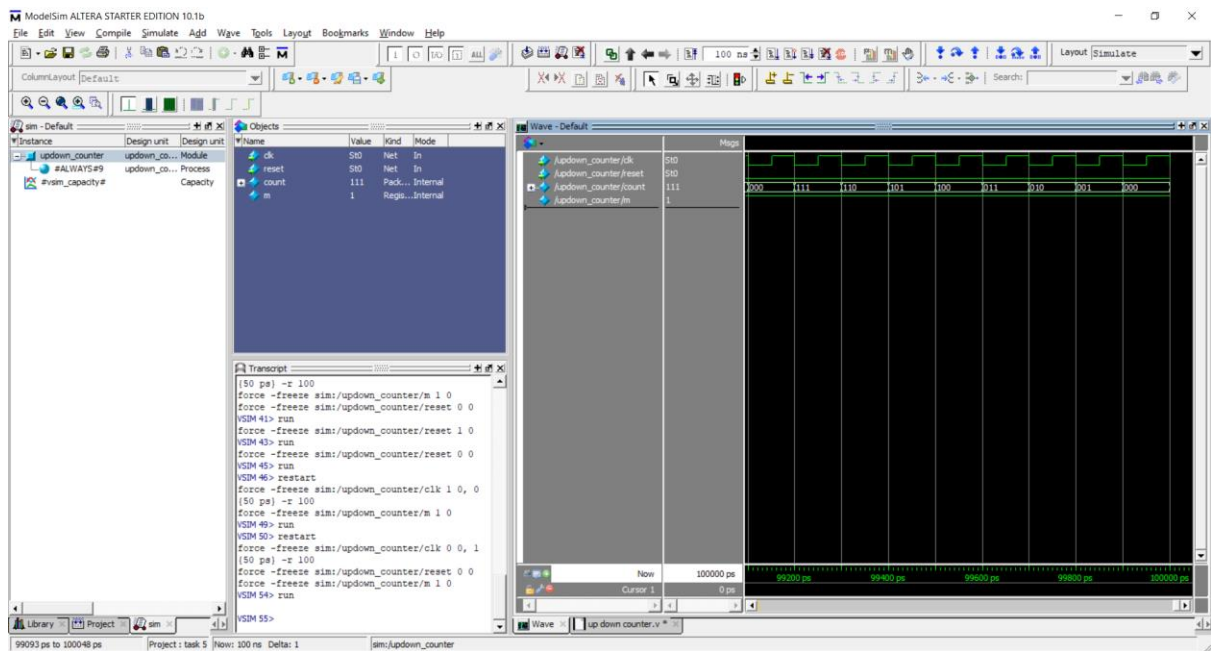 ModelSim ALTERA STARTER EDITION 10.1b
File Edit View Compile Simulate Add Wave Tools Layout Bookmarks Window Help
100 ns
Layout Simulate
ColumnLayout Default
Search:
sim - Default
Instance Design unit Design unit
updown_counter updown_co... Module
#ALWAYS#9 updown_co... Process
#vsim_capacity# Capacity
Objects
Name Value Kind Mode
clk St0 Net In
reset St0 Net In
count 111 Pack... Internal
m 1 Regis... Internal
Transcript
{50 ps} -r 100
force -freeze sim:/updown_counter/m 1 0
force -freeze sim:/updown_counter/reset 0 0
VSIM 41> run
force -freeze sim:/updown_counter/reset 1 0
VSIM 43> run
force -freeze sim:/updown_counter/reset 0 0
VSIM 45> run
VSIM 46> restart
force -freeze sim:/updown_counter/clk 1 0, 0
{50 ps} -r 100
force -freeze sim:/updown_counter/m 1 0
VSIM 49> run
VSIM 50> restart
force -freeze sim:/updown_counter/clk 0 0, 1
{50 ps} -r 100
force -freeze sim:/updown_counter/reset 0 0
force -freeze sim:/updown_counter/m 1 0
VSIM 54> run
VSIM 55>
Wave - Default
Msgs
/updown_counter/clk St0
/updown_counter/reset St0
/updown_counter/count 111 000 111 110 101 100 011 010 001 000
/updown_counter/m 1
Now 100000 ps 99200 ps 99400 ps 99600 ps 99800 ps 100000 ps
Cursor 1 0 ps
Library Project sim
Wave up down counter.v *
99093 ps to 100048 ps Project : task 5 Now: 100 ns Delta: 1 sim:/updown_counter